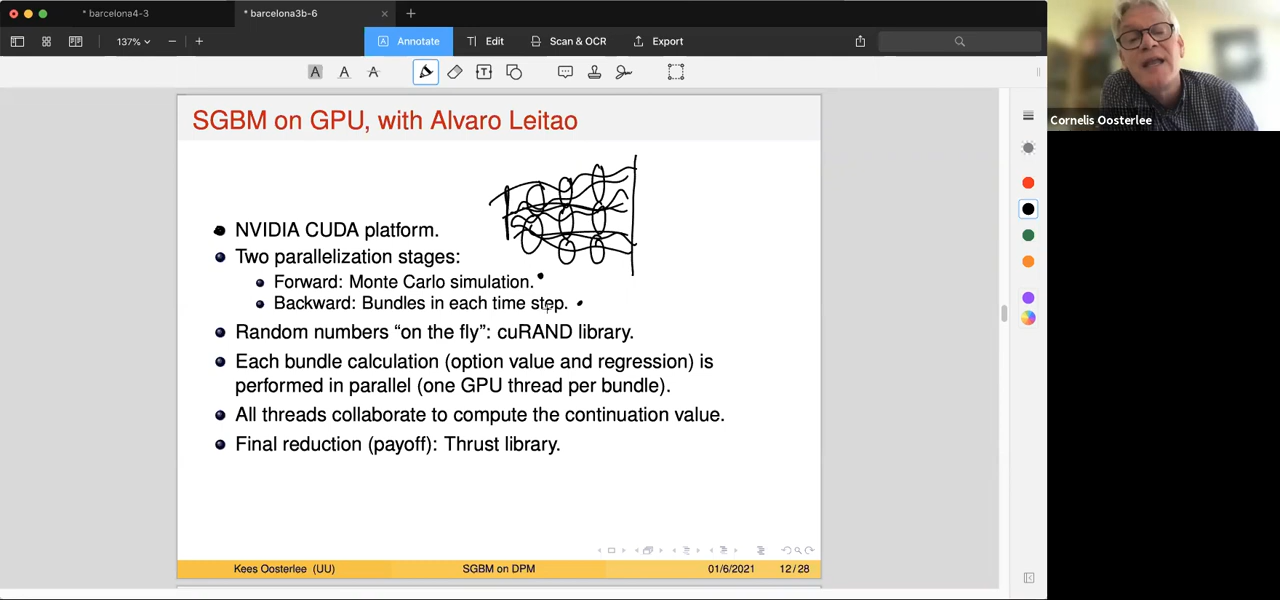 * barcelona4-3
* barcelona3b-6
137%
Annotate
Edit
Scan & OCR
Export
Cornelis Oosterlee
SGBM on GPU, with Alvaro Leitao
NVIDIA CUDA platform.
Two parallelization stages:
Forward: Monte Carlo simulation.
Backward: Bundles in each time step.
Random numbers “on the fly”: cuRAND library.
Each bundle calculation (option value and regression) is
performed in parallel (one GPU thread per bundle).
All threads collaborate to compute the continuation value.
Final reduction (payoff): Thrust library.
Kees Oosterlee (UU)
SGBM on DPM
01/6/2021
12 / 28